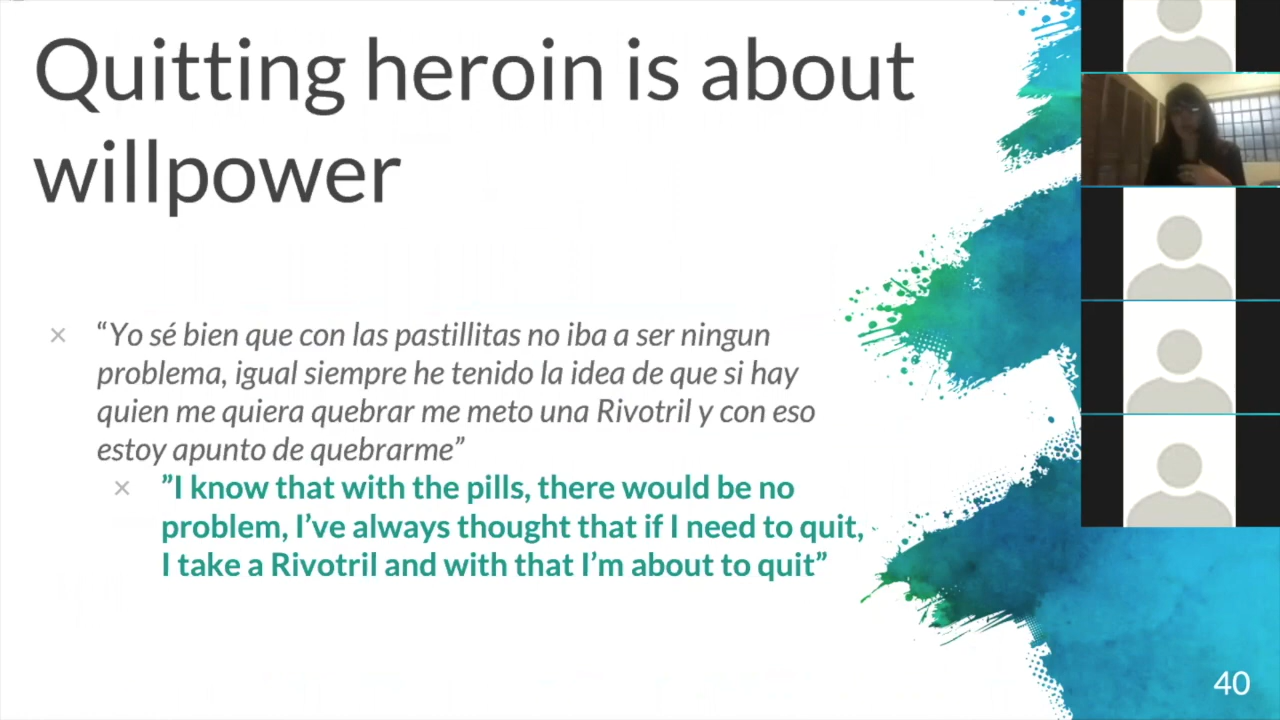 Quitting heroin is about
willpower
× “Yo sé bien que con las pastillitas no iba a ser ningun
problema, igual siempre he tenido la idea de que si hay
quien me quiera quebrar me meto una Rivotril y con eso
estoy apunto de quebrarme”
× ”I know that with the pills, there would be no
problem, I’ve always thought that if I need to quit,
I take a Rivotril and with that I’m about to quit”
40